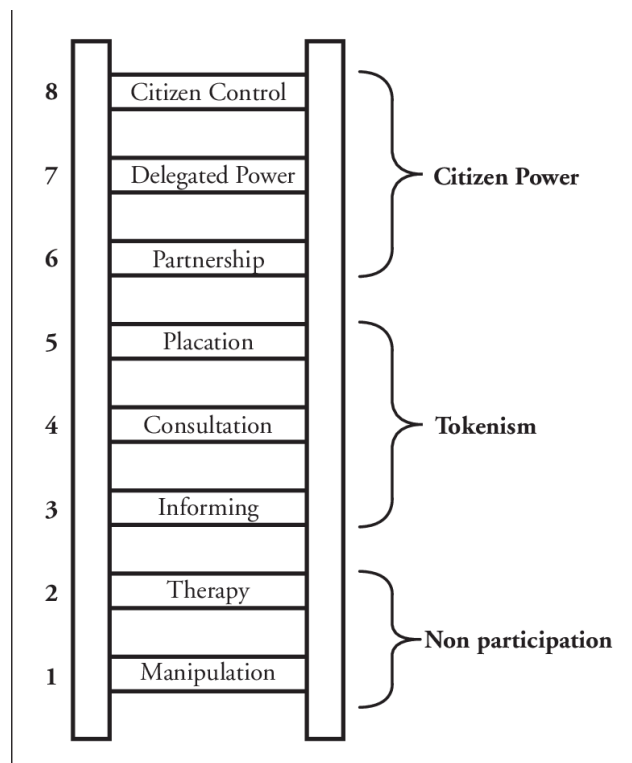 8 Citizen Control
7 Delegated Power
Citizen Power
6 Partnership
5 Placation
4 Consultation
Tokenism
3 Informing
2 Therapy
Non participation
1 Manipulation